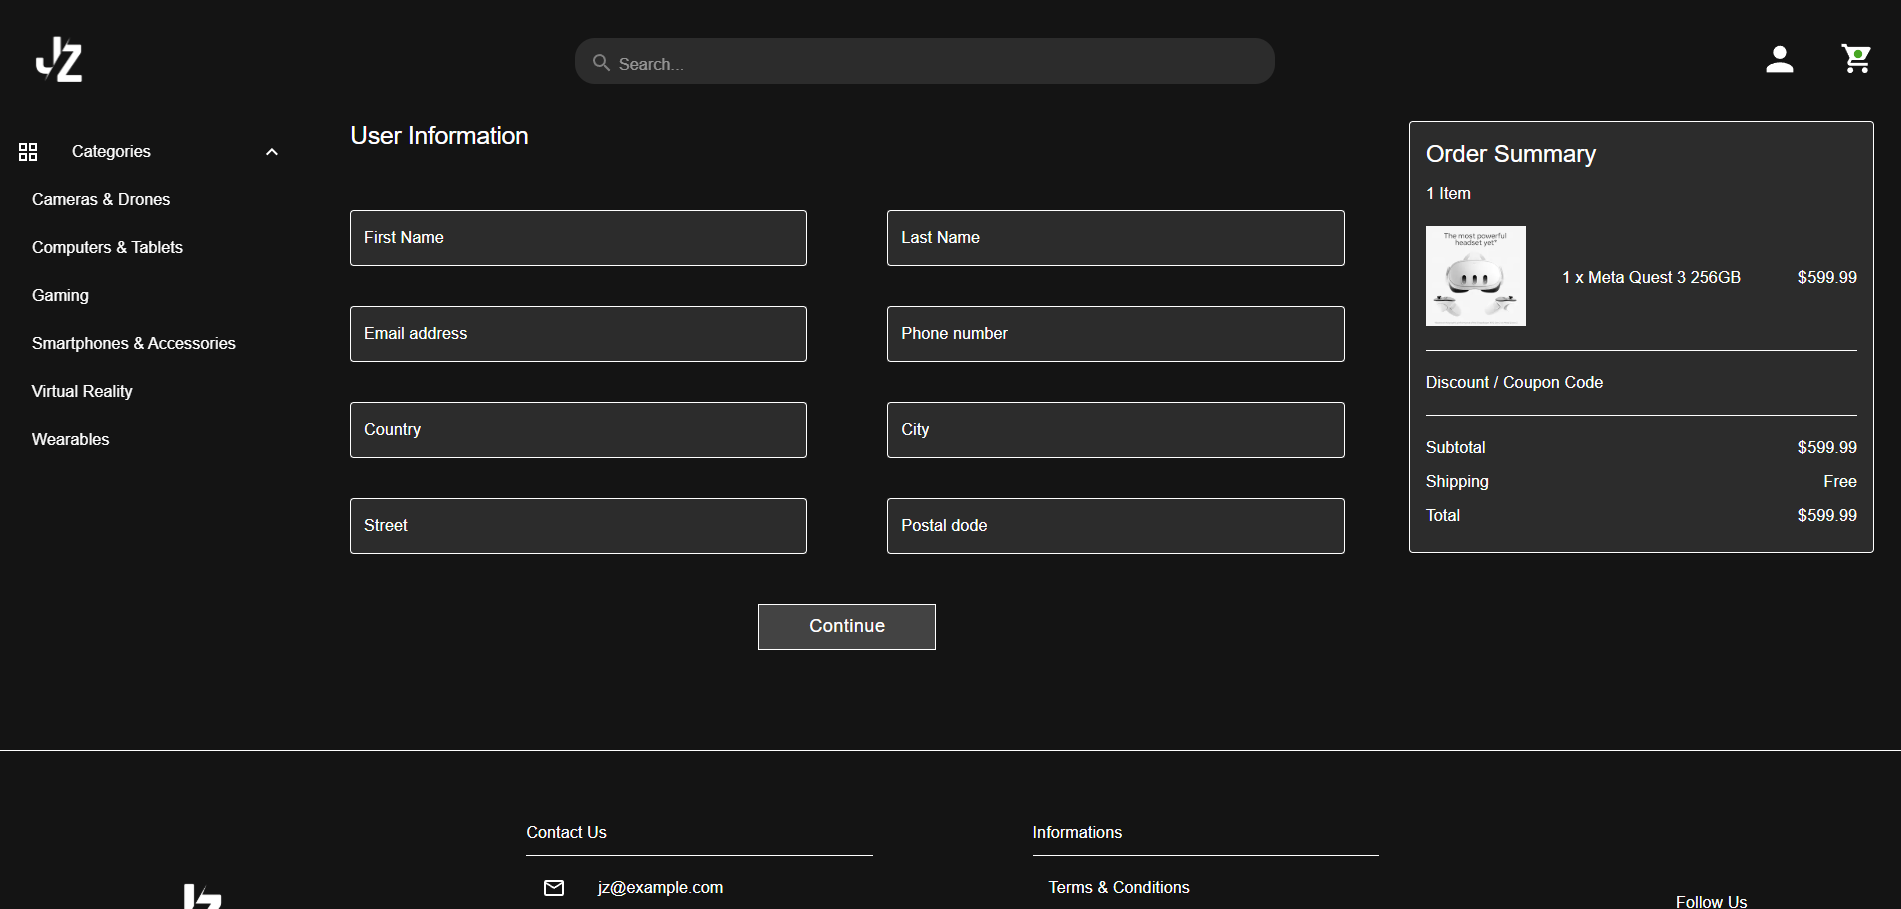 JZ
Search...
Categories
Cameras & Drones
Computers & Tablets
Gaming
Smartphones & Accessories
Virtual Reality
Wearables
User Information
First Name
Last Name
Email address
Phone number
Country
City
Street
Postal dode
Continue
Order Summary
1 Item
The most powerful
headset yet*
1 x Meta Quest 3 256GB
$599.99
Discount / Coupon Code
Subtotal
$599.99
Shipping
Free
Total
$599.99
JZ
Contact Us
jz@example.com
Informations
Terms & Conditions
Follow Us